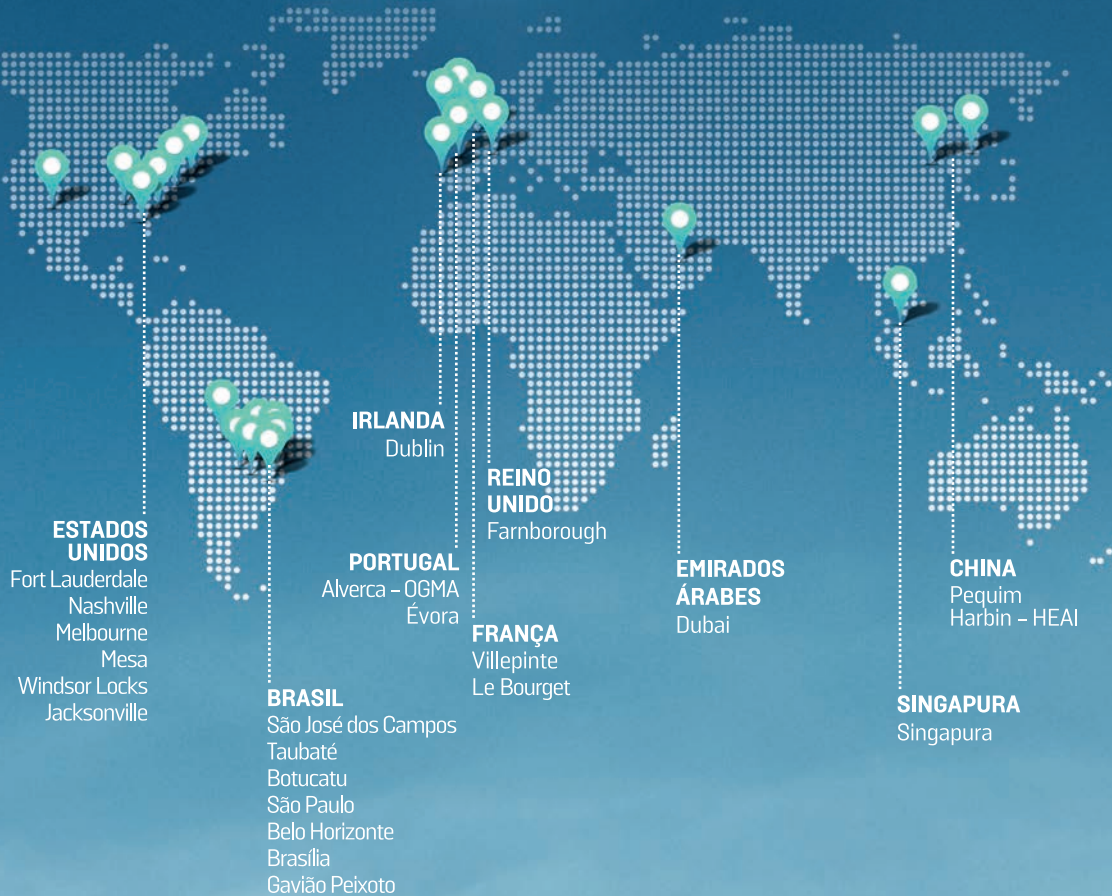 ESTADOS
UNIDOS
Fort Lauderdale
Nashville
Melbourne
Mesa
Windsor Locks
Jacksonville
BRASIL
São José dos Campos
Taubaté
Botucatu
São Paulo
Belo Horizonte
Brasília
Gavião Peixoto
IRLANDA
Dublin
PORTUGAL
Alverca – OGMA
Évora
FRANÇA
Villepinte
Le Bourget
REINO
UNIDO
Farnborough
EMIRADOS
ÁRABES
Dubai
SINGAPURA
Singapura
CHINA
Pequim
Harbin – HEAI